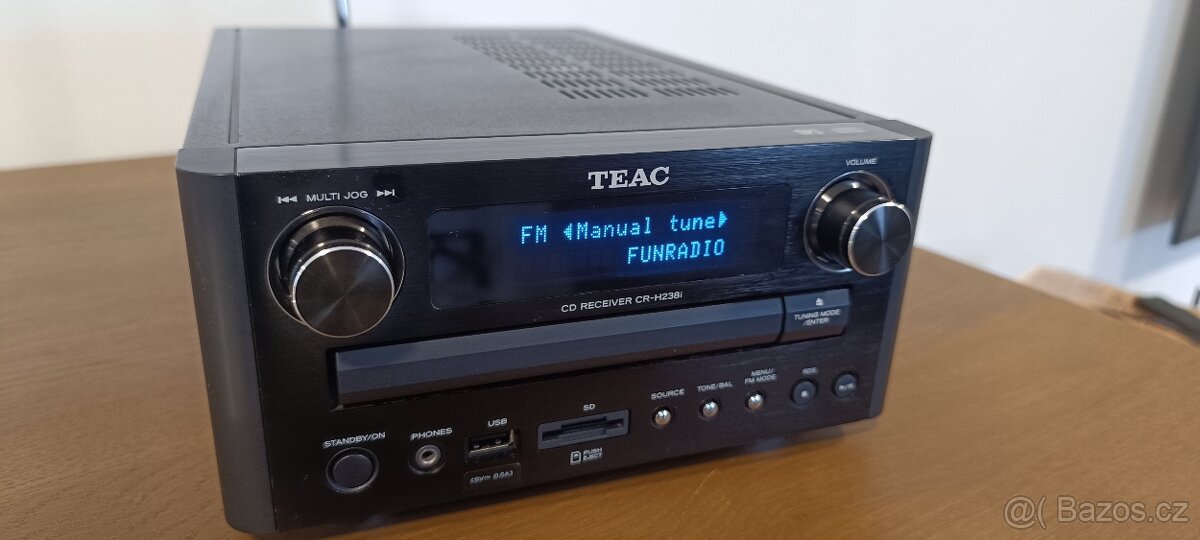 TEAC
MULTI JOG
VOLUME
FM Manual tune
FUNRADIO
CD RECEIVER CR-H238i
TUNING MODE
/ENTER
STANDBY/ON
PHONES
USB
(5V 0.5A)
SD
PUSH
EJECT
SOURCE
TONE/BAL
MENU/
FM MODE
RDS
@( Bazos.cz